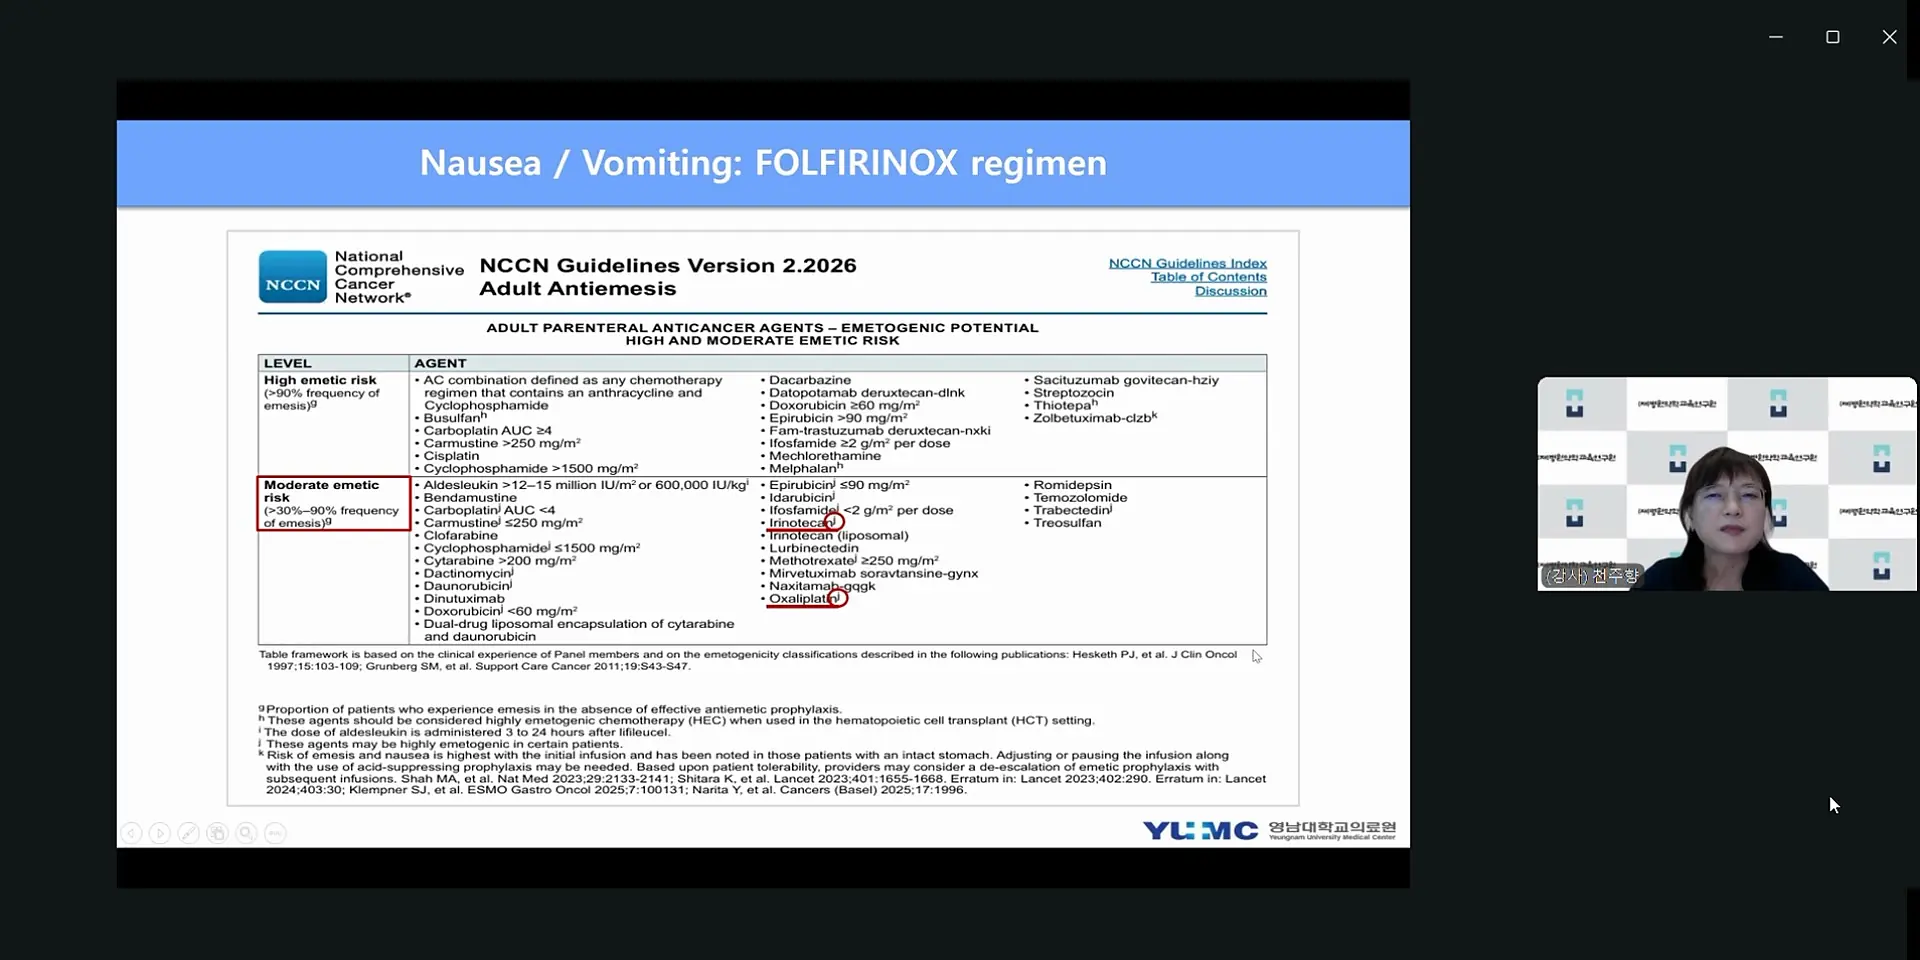 Nausea / Vomiting: FOLFIRINOX regimen
NCCN
National
Comprehensive
Cancer
Network®
NCCN Guidelines Version 2.2026
Adult Antiemesis
NCCN Guidelines Index
Table of Contents
Discussion
ADULT PARENTERAL ANTICANCER AGENTS – EMETOGENIC POTENTIAL
HIGH AND MODERATE EMETIC RISK
LEVEL
AGENT
High emetic risk
(>90% frequency of
emesis)g
• AC combination defined as any chemotherapy
regimen that contains an anthracycline and
Cyclophosphamide
• Busulfanh
• Carboplatin AUC ≥4
• Carmustine >250 mg/m²
• Cisplatin
• Cyclophosphamide >1500 mg/m²
• Dacarbazine
• Datopotamab deruxtecan-dlnk
• Doxorubicin ≥60 mg/m²
• Epirubicin >90 mg/m²
• Fam-trastuzumab deruxtecan-nxki
• Ifosfamide ≥2 g/m² per dose
• Mechlorethamine
• Melphalanh
• Sacituzumab govitecan-hziy
• Streptozocin
• Thiotepah
• Zolbetuximab-clzbk
Moderate emetic
risk
(>30%–90% frequency
of emesis)g
• Aldesleukin >12–15 million IU/m² or 600,000 IU/kgi
• Bendamustine
• Carboplatinj AUC <4
• Carmustinej ≤250 mg/m²
• Clofarabine
• Cyclophosphamidej ≤1500 mg/m²
• Cytarabine >200 mg/m²
• Dactinomycinj
• Daunorubicinj
• Dinutuximab
• Doxorubicinj <60 mg/m²
• Dual-drug liposomal encapsulation of cytarabine
and daunorubicin
• Epirubicinj ≤90 mg/m²
• Idarubicinj
• Ifosfamidej <2 g/m² per dose
• Irinotecanj
• Irinotecan (liposomal)
• Lurbinectedin
• Methotrexatej ≥250 mg/m²
• Mirvetuximab soravtansine-gynx
• Naxitamab-gqgk
• Oxaliplatinj
• Romidepsin
• Temozolomide
• Trabectedinj
• Treosulfan
Table framework is based on the clinical experience of Panel members and on the emetogenicity classifications described in the following publications: Hesketh PJ, et al. J Clin Oncol
1997;15:103-109; Grunberg SM, et al. Support Care Cancer 2011;19:S43-S47.
g Proportion of patients who experience emesis in the absence of effective antiemetic prophylaxis.
h These agents should be considered highly emetogenic chemotherapy (HEC) when used in the hematopoietic cell transplant (HCT) setting.
i The dose of aldesleukin is administered 3 to 24 hours after lifileucel.
j These agents may be highly emetogenic in certain patients.
k Risk of emesis and nausea is highest with the initial infusion and has been noted in those patients with an intact stomach. Adjusting or pausing the infusion along
with the use of acid-suppressing prophylaxis may be needed. Based upon patient tolerability, providers may consider a de-escalation of emetic prophylaxis with
subsequent infusions. Shah MA, et al. Nat Med 2023;29:2133-2141; Shitara K, et al. Lancet 2023;401:1655-1668. Erratum in: Lancet 2023;402:290. Erratum in: Lancet
2024;403:30; Klempner SJ, et al. ESMO Gastro Oncol 2025;7:100131; Narita Y, et al. Cancers (Basel) 2025;17:1996.
YUMC 영남대학교의료원
Yeungnam University Medical Center
(재)병원약학교육연구원
(강사) 천주향